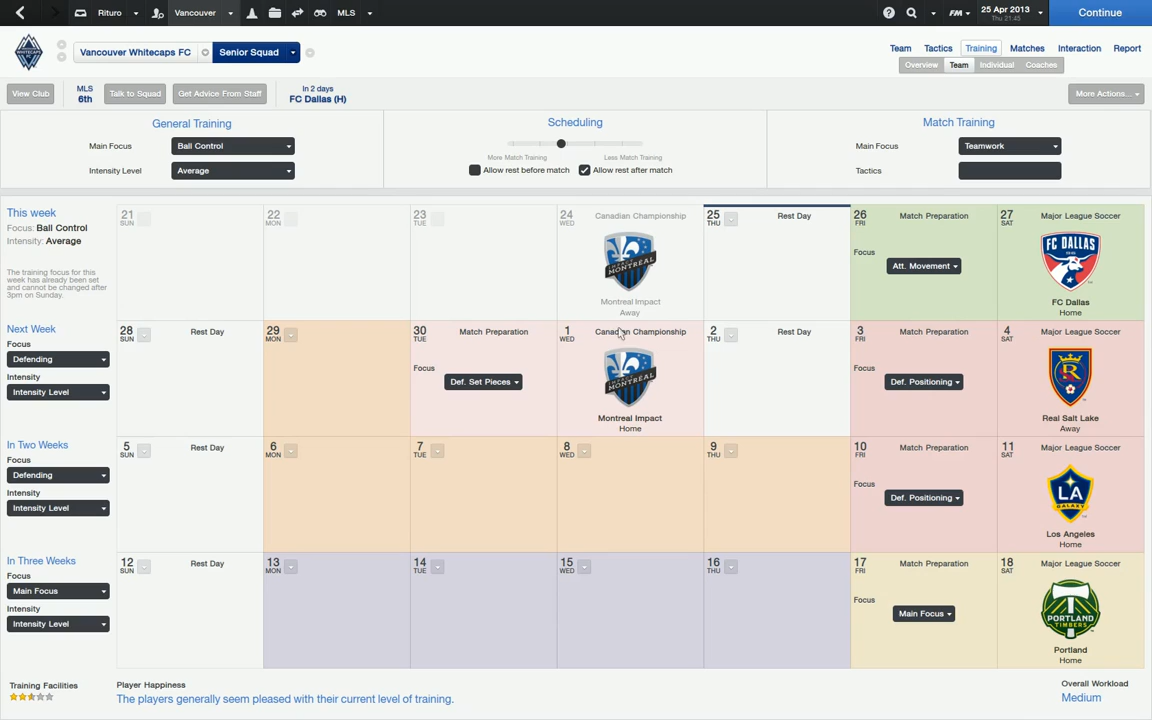 Rituro
Vancouver
MLS
FM
25 Apr 2013
Thu 21:45
Continue
Vancouver Whitecaps FC
Senior Squad
Team
Tactics
Training
Matches
Interaction
Report
Overview
Team
Individual
Coaches
View Club
MLS
6th
Talk to Squad
Get Advice From Staff
In 2 days
FC Dallas (H)
More Actions...
General Training
Main Focus
Ball Control
Intensity Level
Average
Scheduling
More Match Training
Less Match Training
Allow rest before match
Allow rest after match
Match Training
Main Focus
Teamwork
Tactics
This week
Focus: Ball Control
Intensity: Average
The training focus for this
week has already been set
and cannot be changed after
3pm on Sunday.
21 SUN
22 MON
23 TUE
24 WED
Canadian Championship
IMPACT
MONTREAL
Montreal Impact
Away
25 THU
Rest Day
26 FRI
Match Preparation
Focus
Att. Movement
27 SAT
Major League Soccer
FC DALLAS
FC Dallas
Home
Next Week
Focus
Defending
Intensity
Intensity Level
28 SUN
Rest Day
29 MON
30 TUE
Match Preparation
Focus
Def. Set Pieces
1 WED
Canadian Championship
IMPACT
MONTREAL
Montreal Impact
Home
2 THU
Rest Day
3 FRI
Match Preparation
Focus
Def. Positioning
4 SAT
Major League Soccer
Real Salt Lake
Away
In Two Weeks
Focus
Defending
Intensity
Intensity Level
5 SUN
Rest Day
6 MON
7 TUE
8 WED
9 THU
10 FRI
Match Preparation
Focus
Def. Positioning
11 SAT
Major League Soccer
LA
GALAXY
Los Angeles
Home
In Three Weeks
Focus
Main Focus
Intensity
Intensity Level
12 SUN
Rest Day
13 MON
14 TUE
15 WED
16 THU
17 FRI
Match Preparation
Focus
Main Focus
18 SAT
Major League Soccer
PORTLAND
TIMBERS
Portland
Home
Training Facilities
Player Happiness
The players generally seem pleased with their current level of training.
Overall Workload
Medium